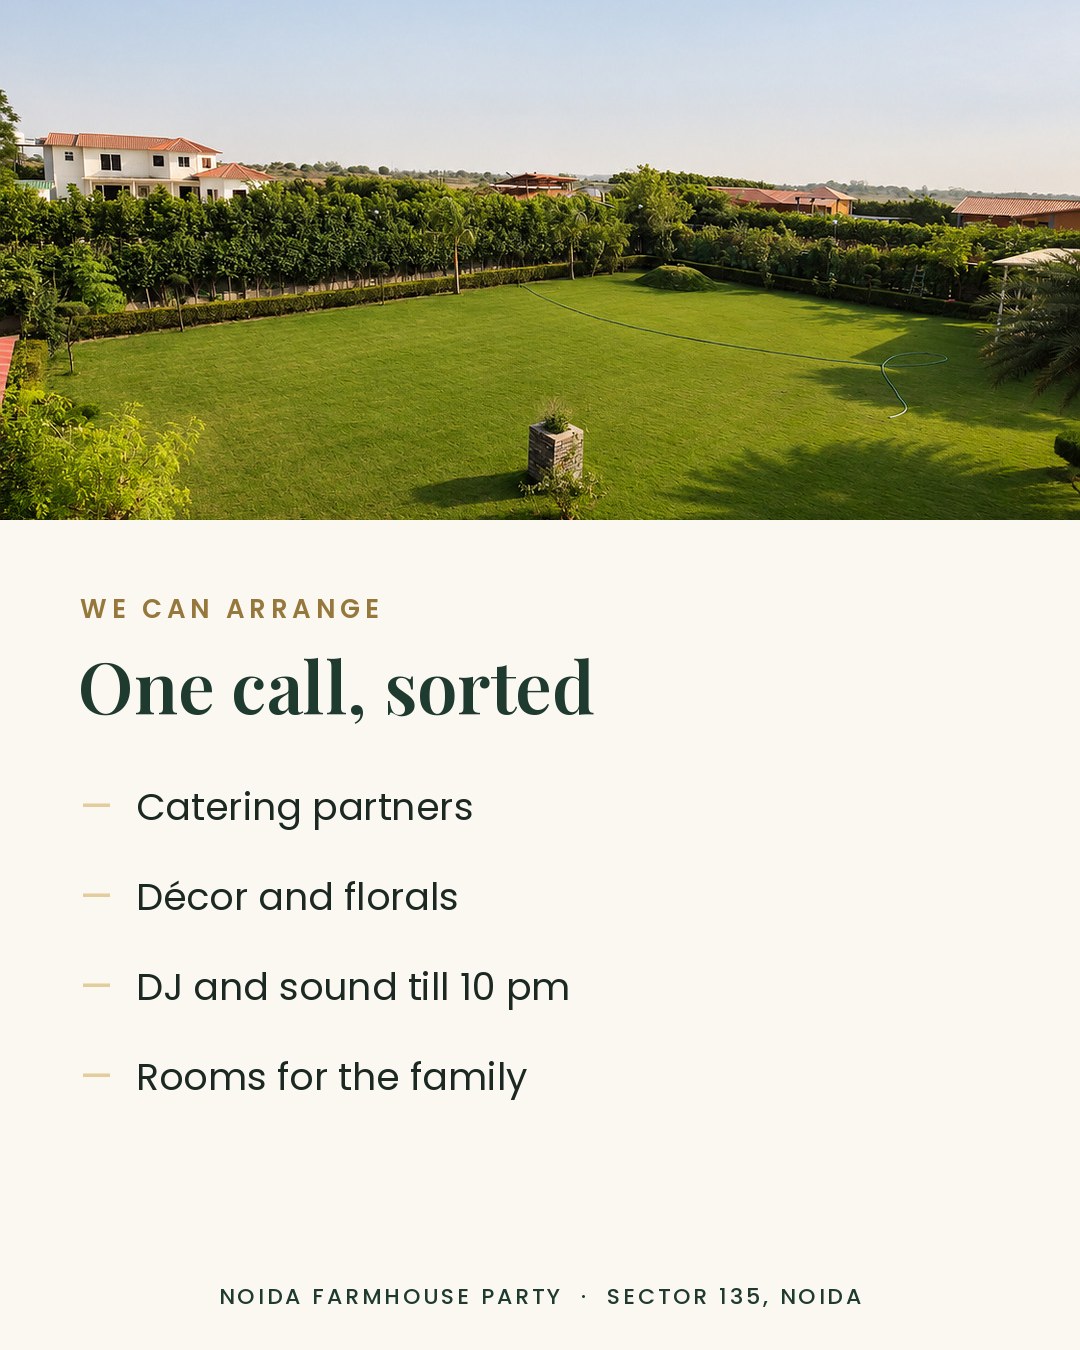 WE CAN ARRANGE
One call, sorted
— Catering partners
— Décor and florals
— DJ and sound till 10 pm
— Rooms for the family
NOIDA FARMHOUSE PARTY · SECTOR 135, NOIDA